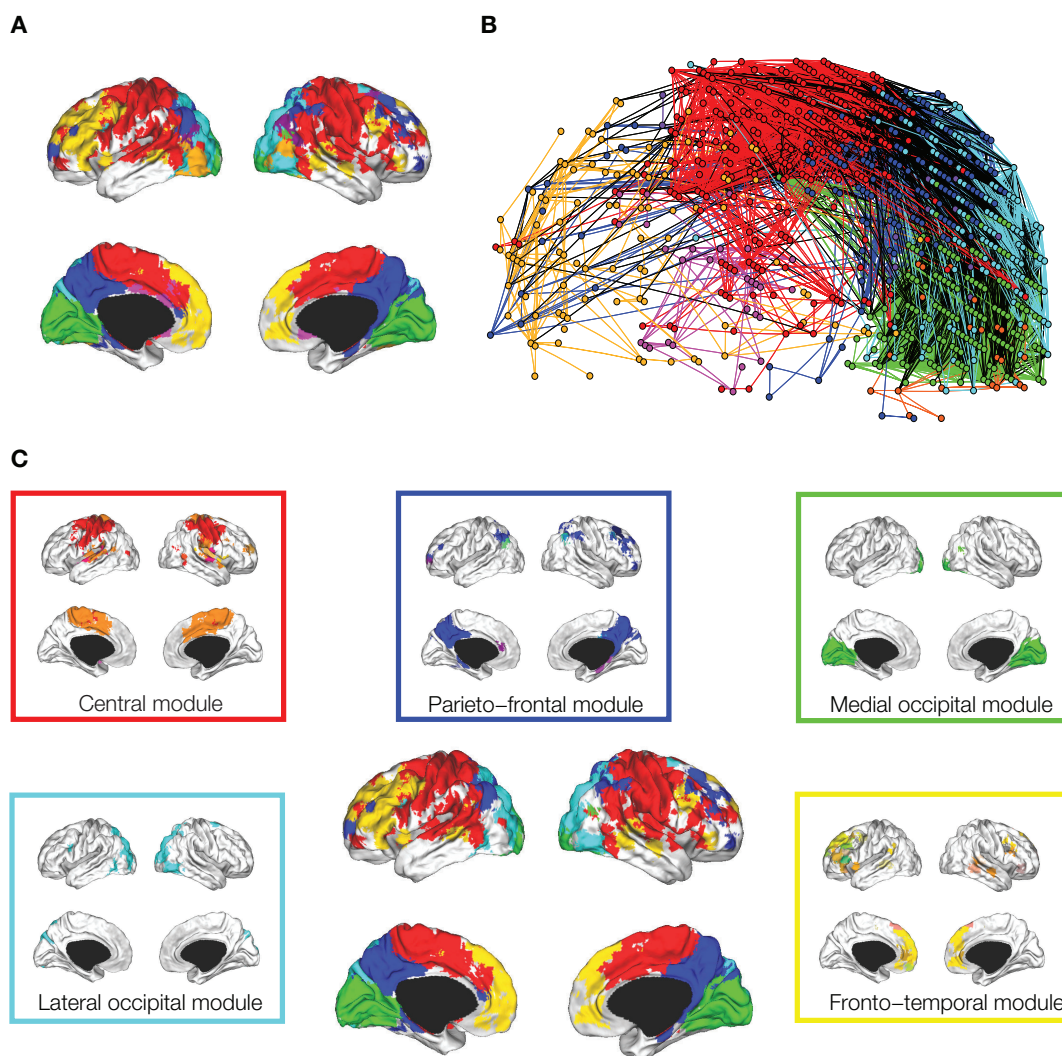 A
B
C
Central module
Parieto–frontal module
Medial occipital module
Lateral occipital module
Fronto–temporal module